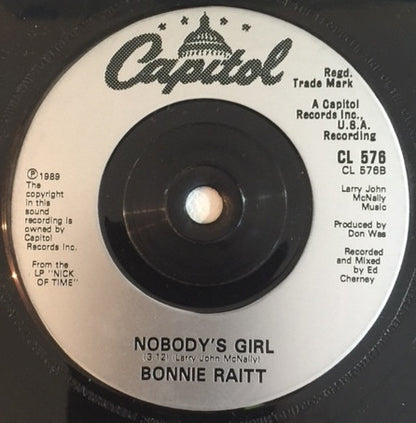 Capitol
Regd.
Trade Mark
A Capitol
Records Inc.,
U.S.A.
Recording
CL 576
CL 576B
Larry John
McNally
Music
Produced by
Don Was
Recorded
and Mixed
by Ed
Cherney
℗ 1989
The
copyright
in this
sound
recording is
owned by
Capitol
Records Inc.
From the
LP "NICK
OF TIME"
NOBODY'S GIRL
(3:12) (Larry John McNally)
BONNIE RAITT